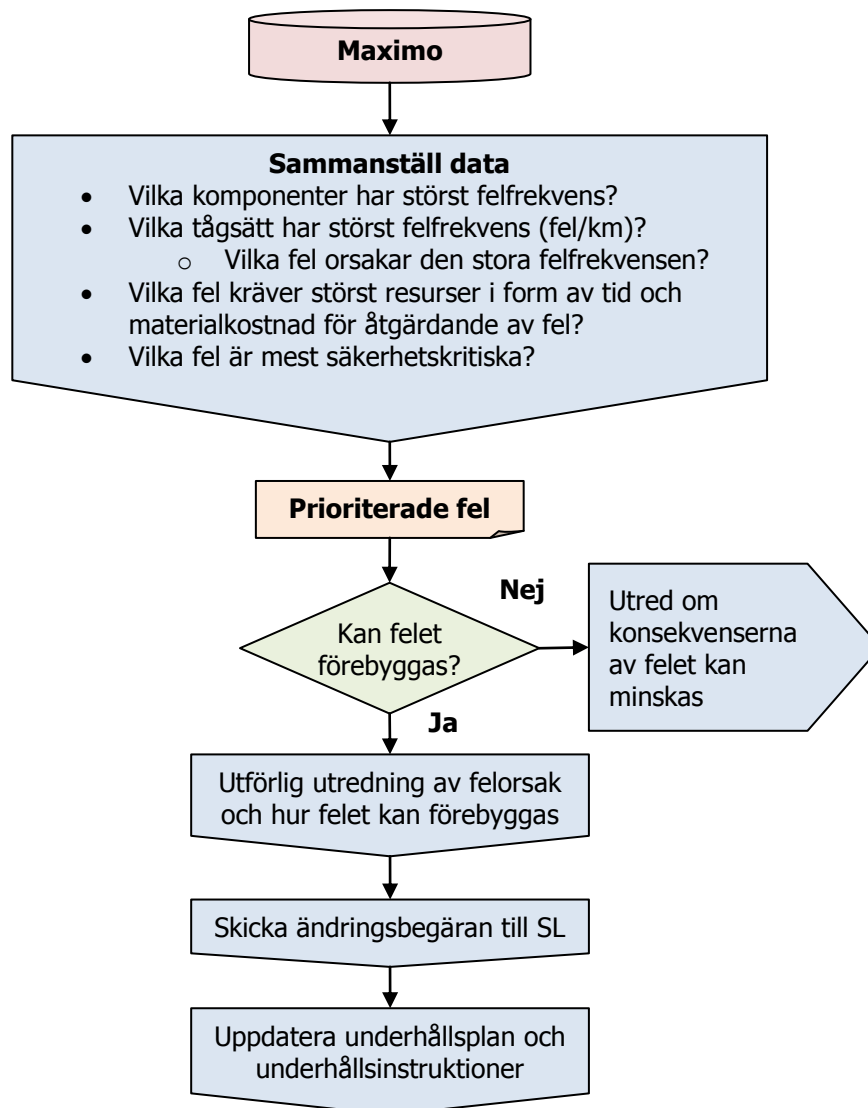 Maximo
Sammanställ data
• Vilka komponenter har störst felfrekvens?
• Vilka tågsätt har störst felfrekvens (fel/km)?
o Vilka fel orsakar den stora felfrekvensen?
• Vilka fel kräver störst resurser i form av tid och
materialkostnad för åtgärdande av fel?
• Vilka fel är mest säkerhetskritiska?
Prioriterade fel
Kan felet
förebyggas?
Nej
Utred om
konsekvenserna
av felet kan
minskas
Ja
Utförlig utredning av felorsak
och hur felet kan förebyggas
Skicka ändringsbegäran till SL
Uppdatera underhållsplan och
underhållsinstruktioner